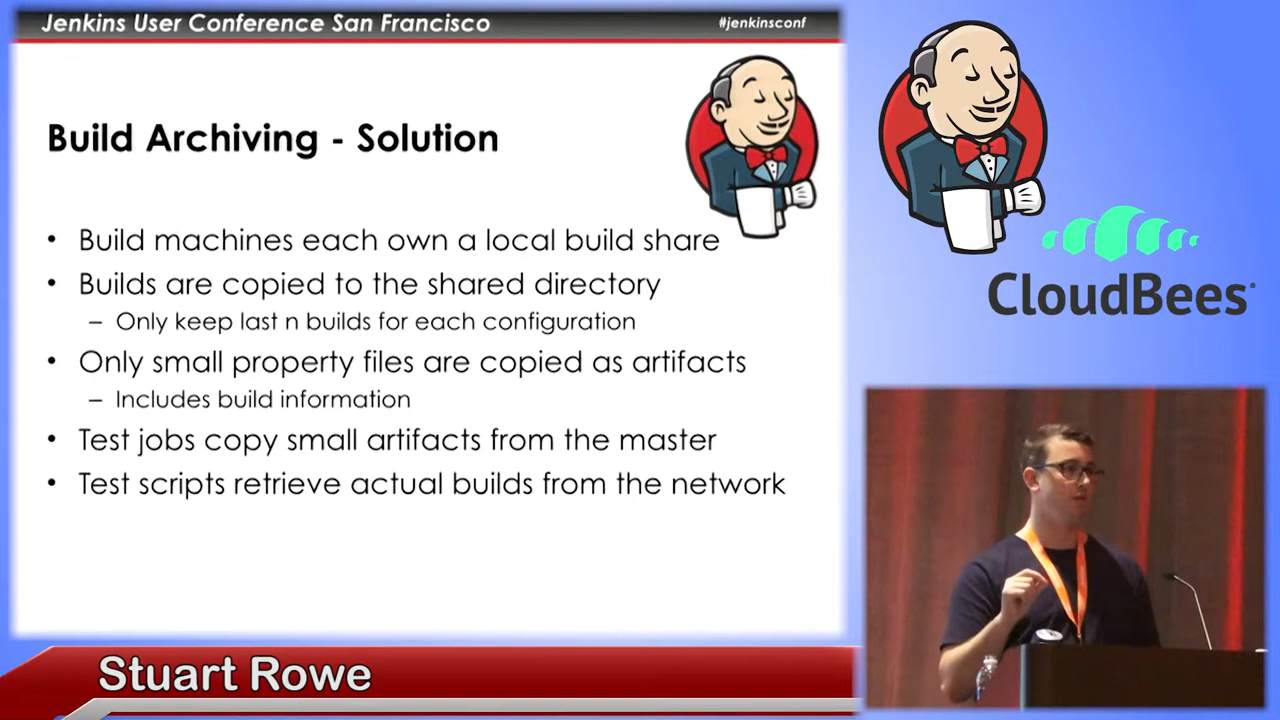 Jenkins User Conference San Francisco
#jenkinsconf
Build Archiving - Solution
• Build machines each own a local build share
• Builds are copied to the shared directory
– Only keep last n builds for each configuration
• Only small property files are copied as artifacts
– Includes build information
• Test jobs copy small artifacts from the master
• Test scripts retrieve actual builds from the network
CloudBees
Stuart Rowe